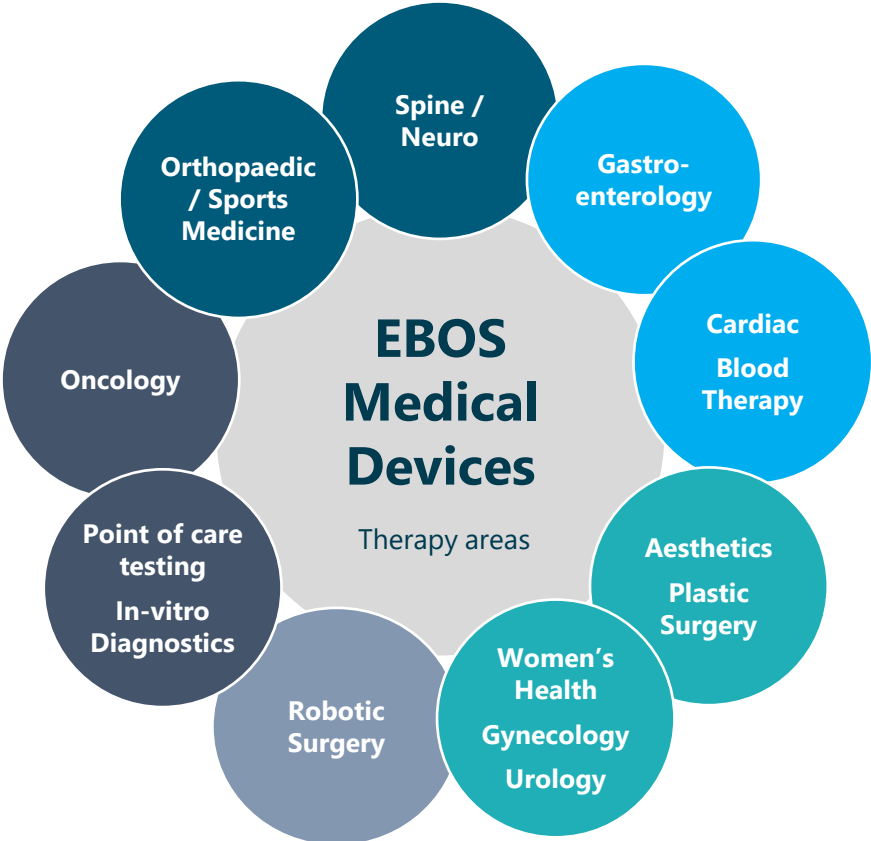 EBOS
Medical
Devices
Therapy areas
Spine /
Neuro
Gastro-
enterology
Cardiac
Blood
Therapy
Aesthetics
Plastic
Surgery
Women’s
Health
Gynecology
Urology
Robotic
Surgery
Point of care
testing
In-vitro
Diagnostics
Oncology
Orthopaedic
/ Sports
Medicine